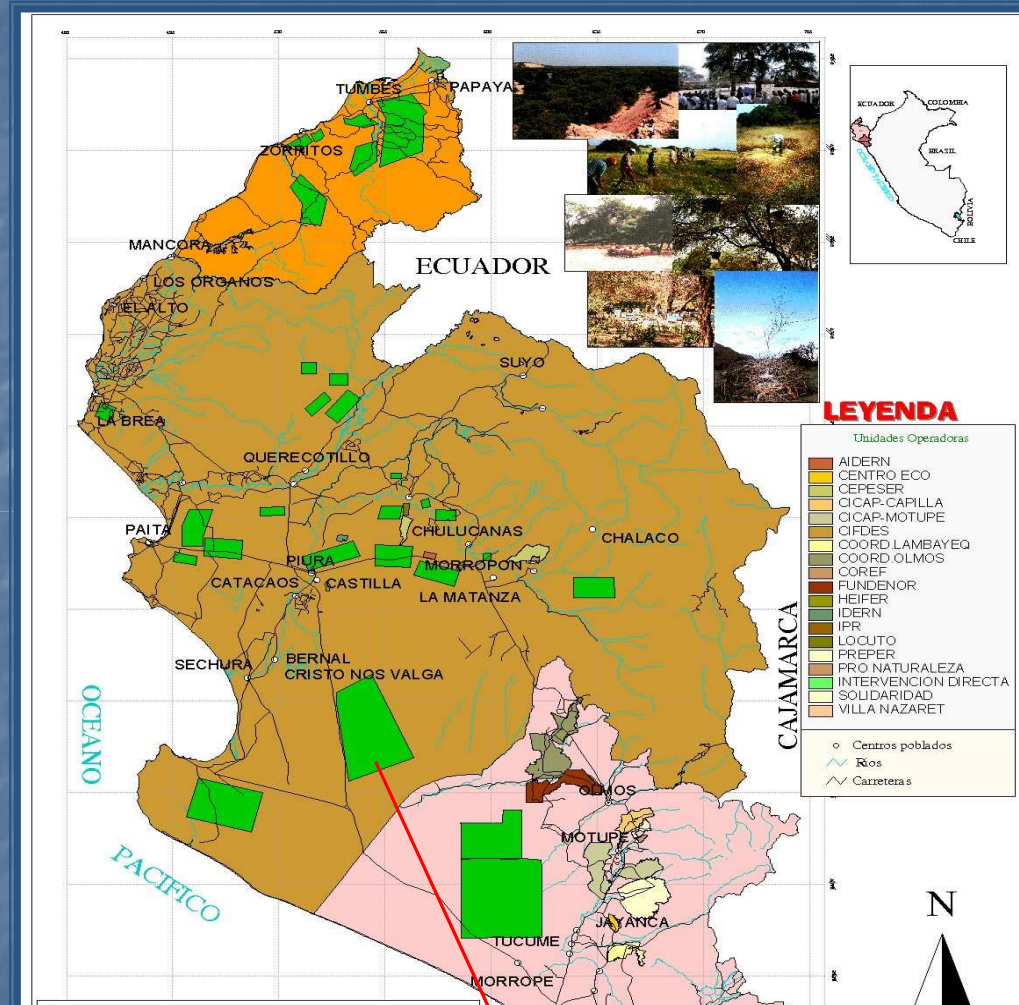 TUMBES
PAPAYA
ZORRITOS
MANCORA
LOS ORGANOS
EL ALTO
ECUADOR
SUYO
LA BREA
QUERECOTILLO
PAITA
CHULUCANAS
CHALACO
PIURA
MORROPON
CATACAOS
CASTILLA
LA MATANZA
SECHURA
BERNAL
CRISTO NOS VALGA
CAJAMARCA
OCEANO
PACIFICO
OLMOS
MOTUPE
JAYANCA
TUCUME
MORROPE
ECUADOR
COLOMBIA
BRASIL
OCEANO PACIFICO
BOLIVIA
CHILE
LEYENDA
Unidades Operadoras
AIDERN
CENTRO ECO
CEPESER
CICAP-CAPILLA
CICAP-MOTUPE
CIFDES
COORD.LAMBAYEQ
COORD.OLMOS
COREF
FUNDENOR
HEIFER
IDERN
IPR
LOCUTO
PREPER
PRO NATURALEZA
INTERVENCION DIRECTA
SOLIDARIDAD
VILLA NAZARET
Centros poblados
Rios
Carreteras
N